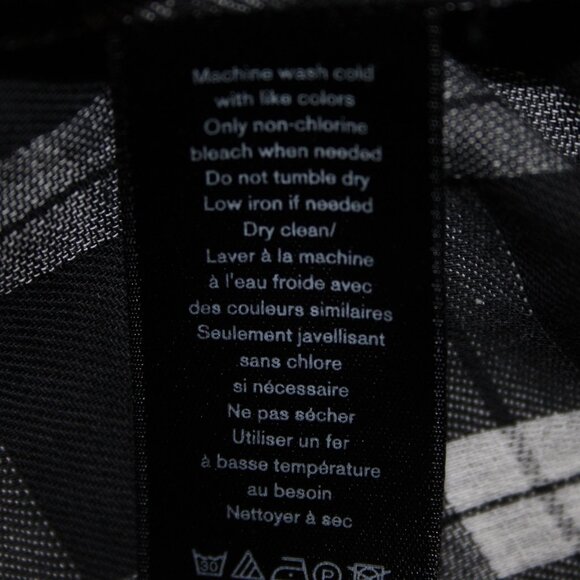 Machine wash cold
with like colors
Only non-chlorine
bleach when needed
Do not tumble dry
Low iron if needed
Dry clean/
Laver à la machine
à l'eau froide avec
des couleurs similaires
Seulement javellisant
sans chlore
si nécessaire
Ne pas sécher
Utiliser un fer
à basse température
au besoin
Nettoyer à sec
30 P